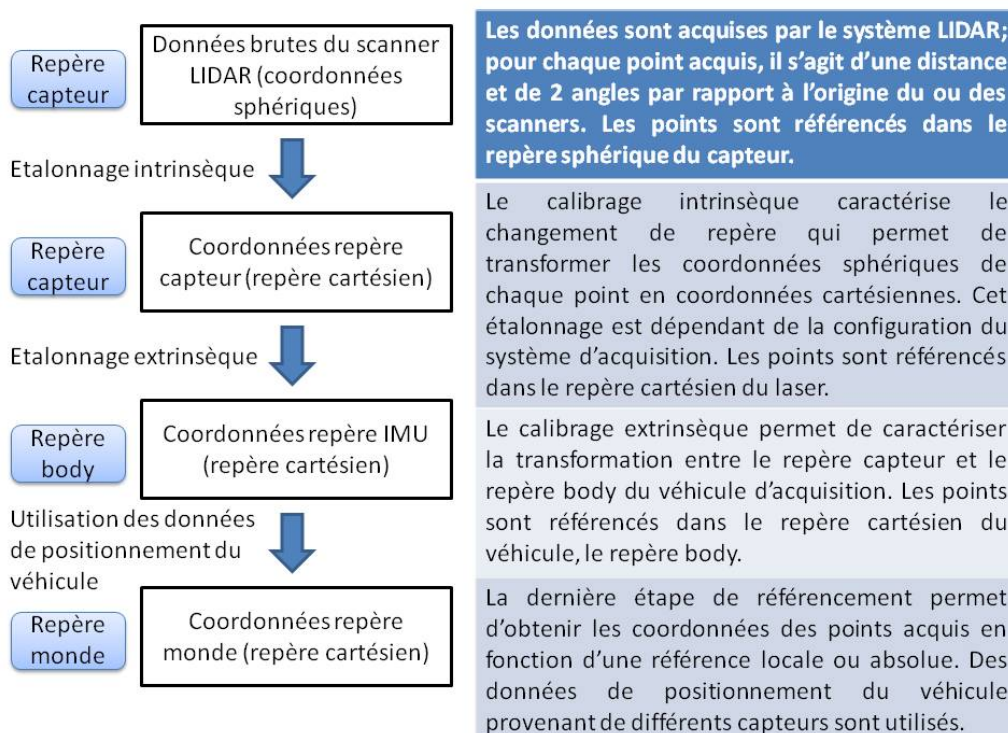 Repère
capteur
Données brutes du scanner
LIDAR (coordonnées
sphériques)
Les données sont acquises par le système LIDAR;
pour chaque point acquis, il s’agit d’une distance
et de 2 angles par rapport à l’origine du ou des
scanners. Les points sont référencés dans le
repère sphérique du capteur.
Etalonnage intrinsèque
Repère
capteur
Coordonnées repère
capteur (repère cartésien)
Le calibrage intrinsèque caractérise le
changement de repère qui permet de
transformer les coordonnées sphériques de
chaque point en coordonnées cartésiennes. Cet
étalonnage est dépendant de la configuration du
système d’acquisition. Les points sont référencés
dans le repère cartésien du laser.
Etalonnage extrinsèque
Repère
body
Coordonnées repère IMU
(repère cartésien)
Le calibrage extrinsèque permet de caractériser
la transformation entre le repère capteur et le
repère body du véhicule d’acquisition. Les points
sont référencés dans le repère cartésien du
véhicule, le repère body.
Utilisation des données
de positionnement du
véhicule
Repère
monde
Coordonnées repère
monde (repère cartésien)
La dernière étape de référencement permet
d’obtenir les coordonnées des points acquis en
fonction d’une référence locale ou absolue. Des
données de positionnement du véhicule
provenant de différents capteurs sont utilisés.